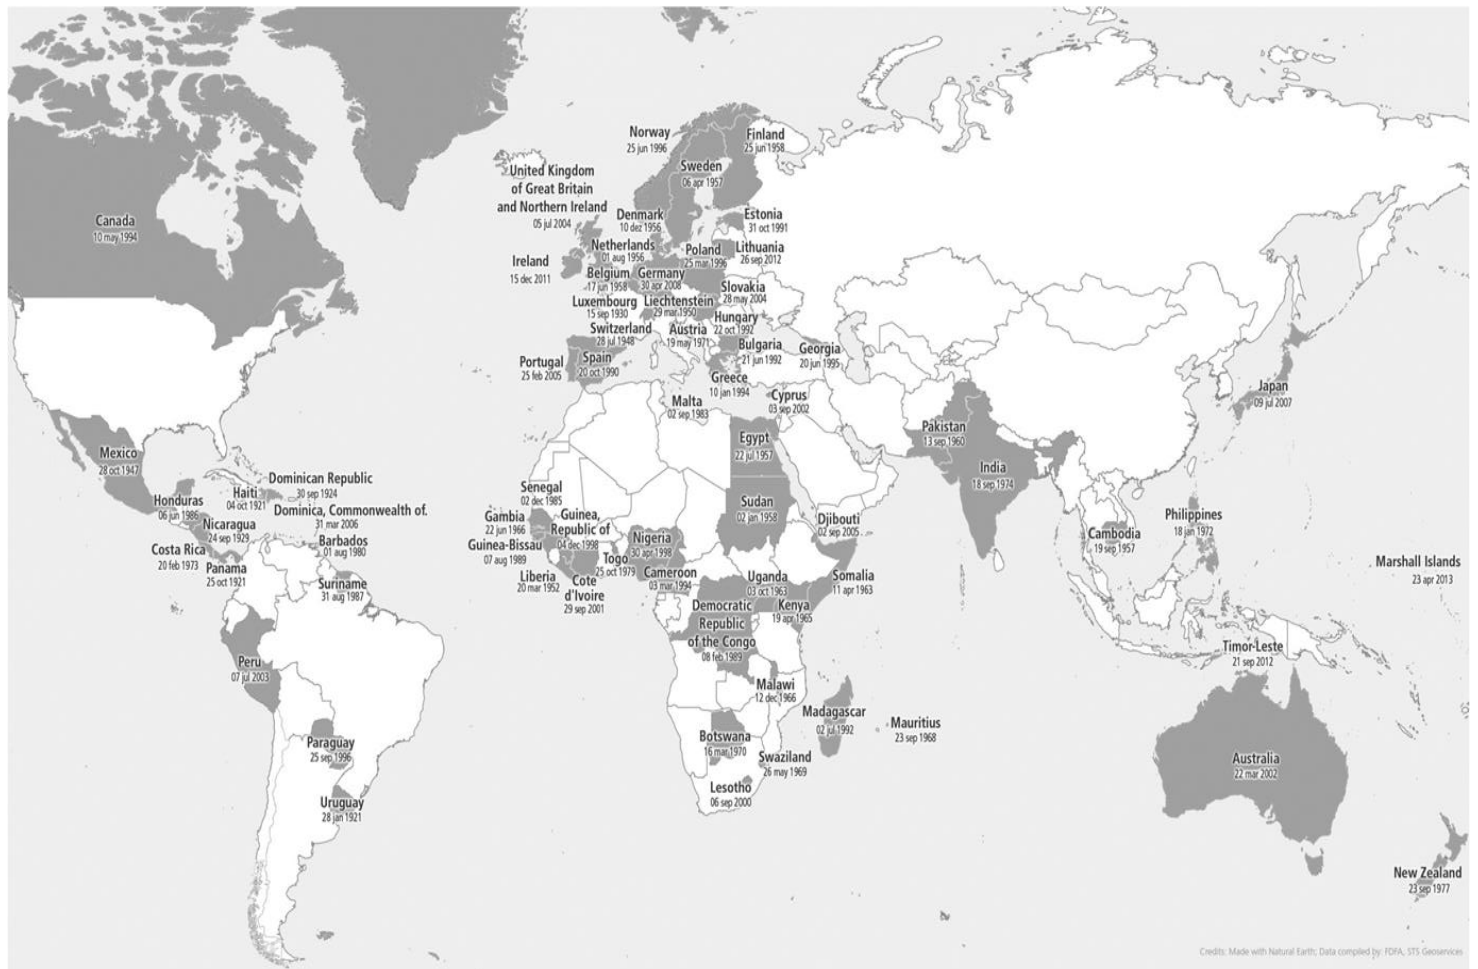 Norway
25 jun 1996
Finland
25 jun 1958
Sweden
06 apr 1957
United Kingdom
of Great Britain
and Northern Ireland
05 jul 2004
Denmark
10 dez 1956
Estonia
31 oct 1991
Canada
10 may 1994
Netherlands
01 aug 1956
Poland
25 mar 1996
Lithuania
26 sep 2012
Ireland
15 dec 2011
Belgium
17 jun 1958
Germany
30 apr 2008
Slovakia
28 may 2004
Luxembourg
15 sep 1930
Liechtenstein
29 mar 1950
Hungary
22 oct 1992
Switzerland
28 jul 1948
Austria
19 may 1971
Bulgaria
21 jun 1992
Georgia
20 jun 1995
Portugal
25 feb 2005
Spain
20 oct 1990
Greece
10 jan 1994
Japan
09 jul 2007
Malta
02 sep 1983
Cyprus
03 sep 2002
Pakistan
13 sep 1960
Egypt
22 jul 1957
Mexico
28 oct 1947
India
18 sep 1974
Dominican Republic
30 sep 1924
Haiti
04 oct 1921
Honduras
06 jun 1986
Dominica, Commonwealth of.
31 mar 2006
Senegal
02 dec 1985
Sudan
02 jan 1958
Gambia
22 jun 1966
Guinea,
Republic of
04 dec 1998
Djibouti
02 sep 2005
Philippines
18 jan 1972
Nicaragua
24 sep 1929
Barbados
01 aug 1980
Guinea-Bissau
07 aug 1989
Nigeria
30 apr 1998
Cambodia
19 sep 1957
Costa Rica
20 feb 1973
Panama
25 oct 1921
Togo
25 oct 1979
Marshall Islands
23 apr 2013
Suriname
31 aug 1987
Liberia
20 mar 1952
Cote
d'Ivoire
29 sep 2001
Cameroon
03 mar 1994
Uganda
03 oct 1963
Somalia
11 apr 1963
Democratic
Republic
of the Congo
08 feb 1989
Kenya
19 apr 1965
Timor-Leste
21 sep 2012
Peru
07 jul 2003
Malawi
12 dec 1966
Madagascar
02 jul 1992
Mauritius
23 sep 1968
Paraguay
25 sep 1996
Botswana
16 mar 1970
Swaziland
26 may 1969
Australia
22 mar 2002
Uruguay
28 jan 1921
Lesotho
06 sep 2000
New Zealand
23 sep 1977
Credits: Made with Natural Earth; Data compiled by: FDFA, STS Geoservices